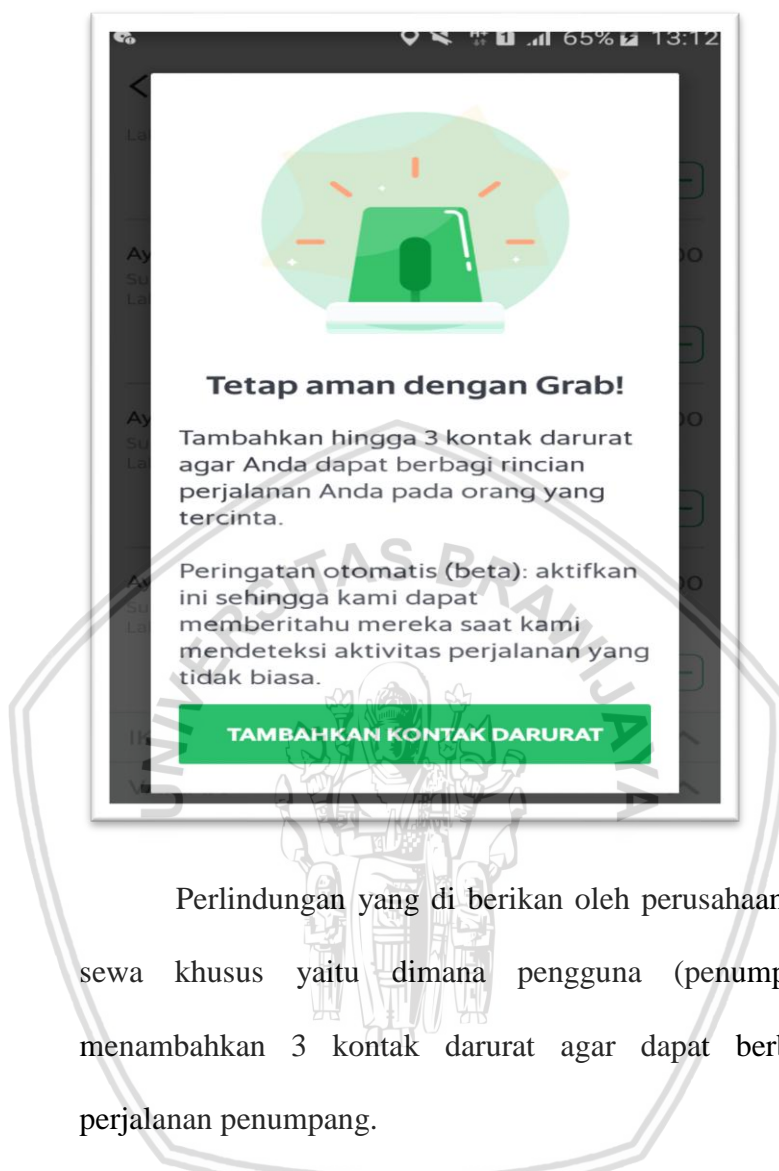 65% 13:12
Tetap aman dengan Grab!
Tambahkan hingga 3 kontak darurat
agar Anda dapat berbagi rincian
perjalanan Anda pada orang yang
tercinta.
Peringatan otomatis (beta): aktifkan
ini sehingga kami dapat
memberitahu mereka saat kami
mendeteksi aktivitas perjalanan yang
tidak biasa.
TAMBAHKAN KONTAK DARURAT
UNIVERSITAS BRAWIJAYA
Perlindungan yang di berikan oleh perusahaan
sewa khusus yaitu dimana pengguna
menambahkan 3 kontak darurat agar dapat
perjalanan penumpang.